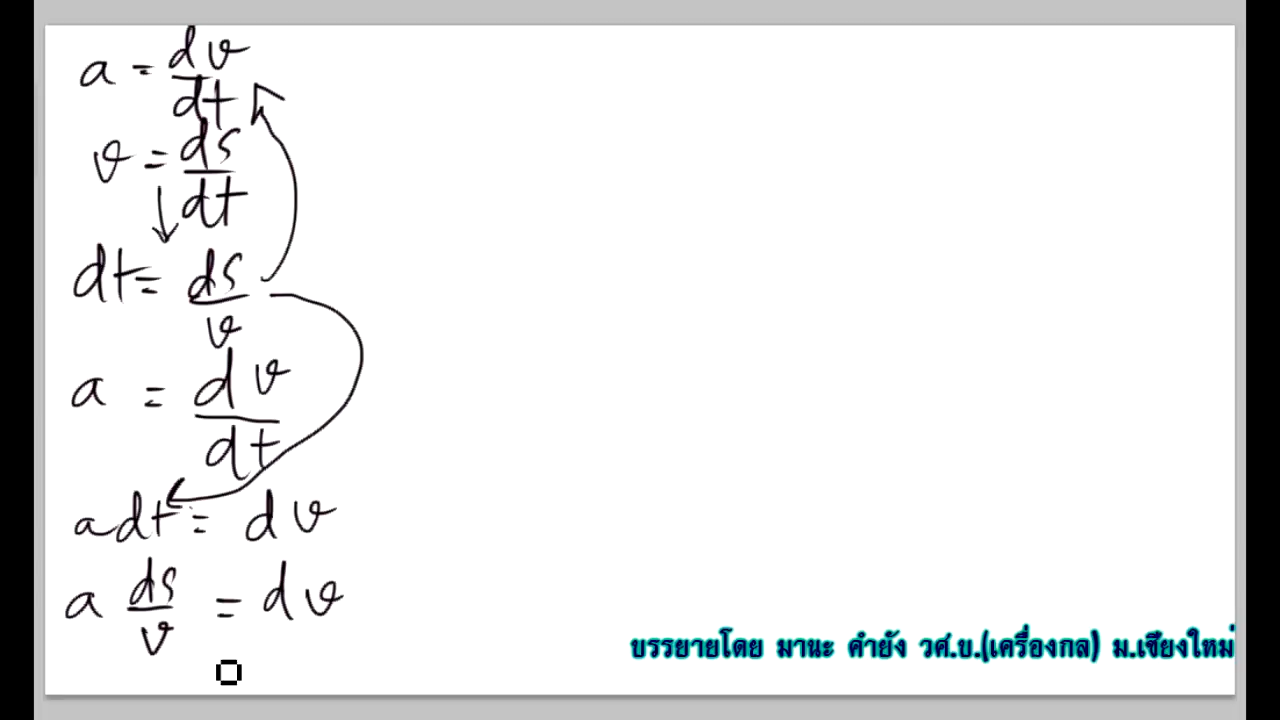 a = dv/dt
v = ds/dt
dt = ds/v
a = dv/dt
adt = dv
a ds/v = dv
บรรยายโดย มานะ คำยัง วศ.บ.(เครื่องกล) ม.เชียงใหม่